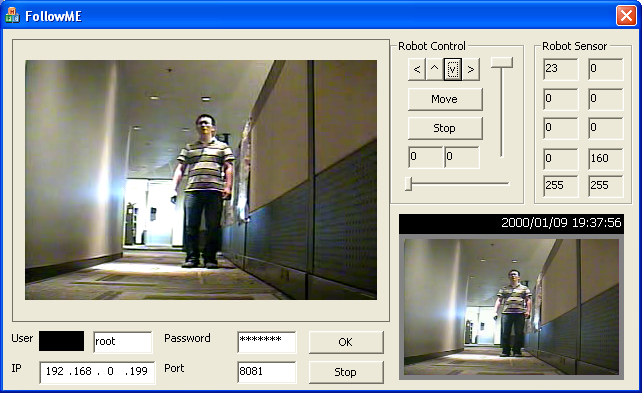 FollowME
Robot Control
< ^ v >
Move
Stop
0 0
Robot Sensor
23 0
0 0
0 0
0 160
255 255
2000/01/09 19:37:56
User root Password ******* OK
IP 192 .168 . 0 .199 Port 8081 Stop